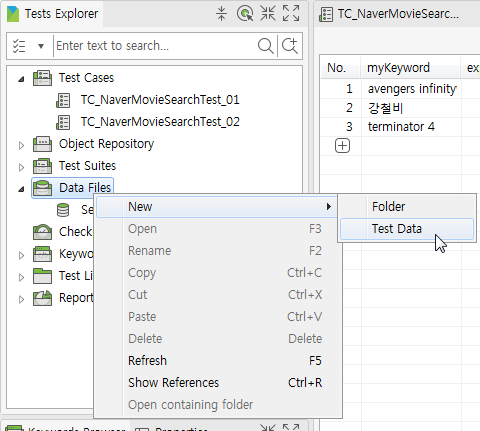 Tests Explorer
Enter text to search...
Test Cases
TC_NaverMovieSearchTest_01
TC_NaverMovieSearchTest_02
Object Repository
Test Suites
Data Files
Se
Check
Keywo
Test Li
Report
New
Open F3
Rename F2
Copy Ctrl+C
Cut Ctrl+X
Paste Ctrl+V
Delete Delete
Refresh F5
Show References Ctrl+R
Open containing folder
Folder
Test Data
TC_NaverMovieSearc...
No. myKeyword ex
1 avengers infinity
2 강철비
3 terminator 4
Keywords Browser
Properties